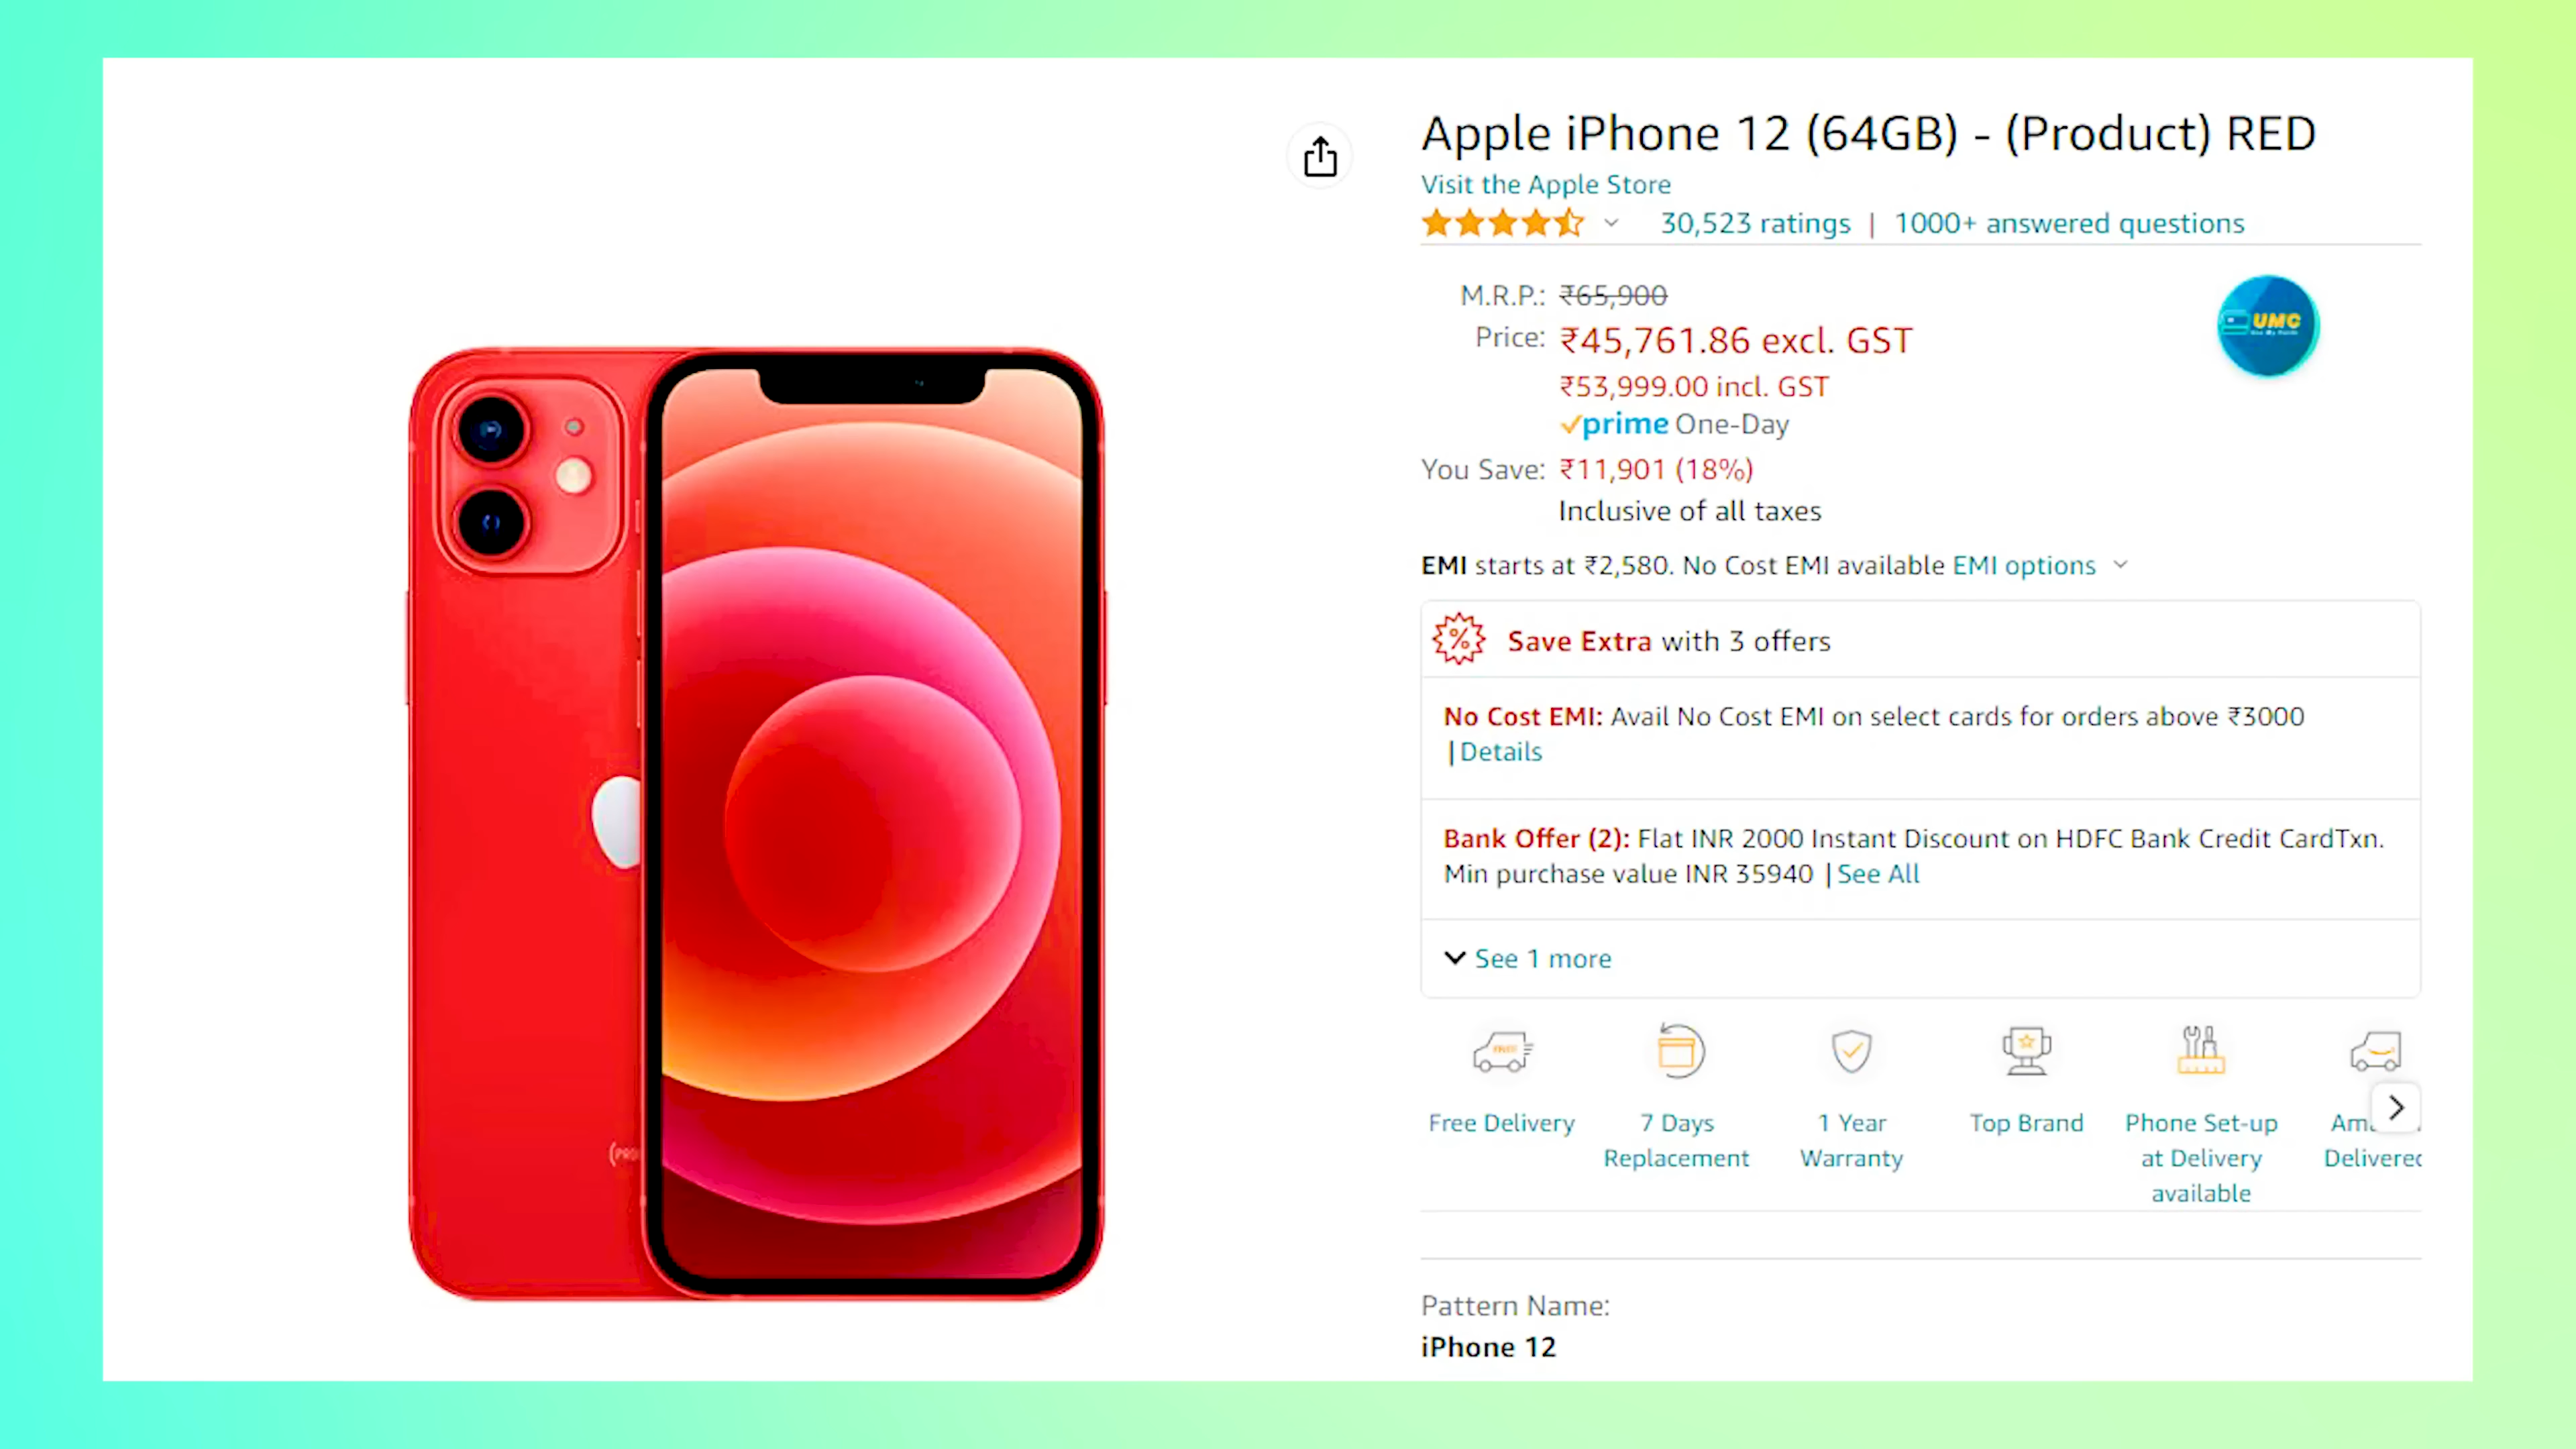 Apple iPhone 12 (64GB) - (Product) RED
Visit the Apple Store
30,523 ratings | 1000+ answered questions
M.R.P.: ₹65,900
UMC
Price: ₹45,761.86 excl. GST
₹53,999.00 incl. GST
prime One-Day
You Save: ₹11,901 (18%)
Inclusive of all taxes
EMI starts at ₹2,580. No Cost EMI available EMI options
% Save Extra with 3 offers
No Cost EMI: Avail No Cost EMI on select cards for orders above ₹3000
| Details
Bank Offer (2): Flat INR 2000 Instant Discount on HDFC Bank Credit CardTxn.
Min purchase value INR 35940 | See All
See 1 more
FREE
Free Delivery
7 Days
Replacement
1 Year
Warranty
Top Brand
Phone Set-up
at Delivery
available
Delivered
(PRO
Pattern Name:
iPhone 12